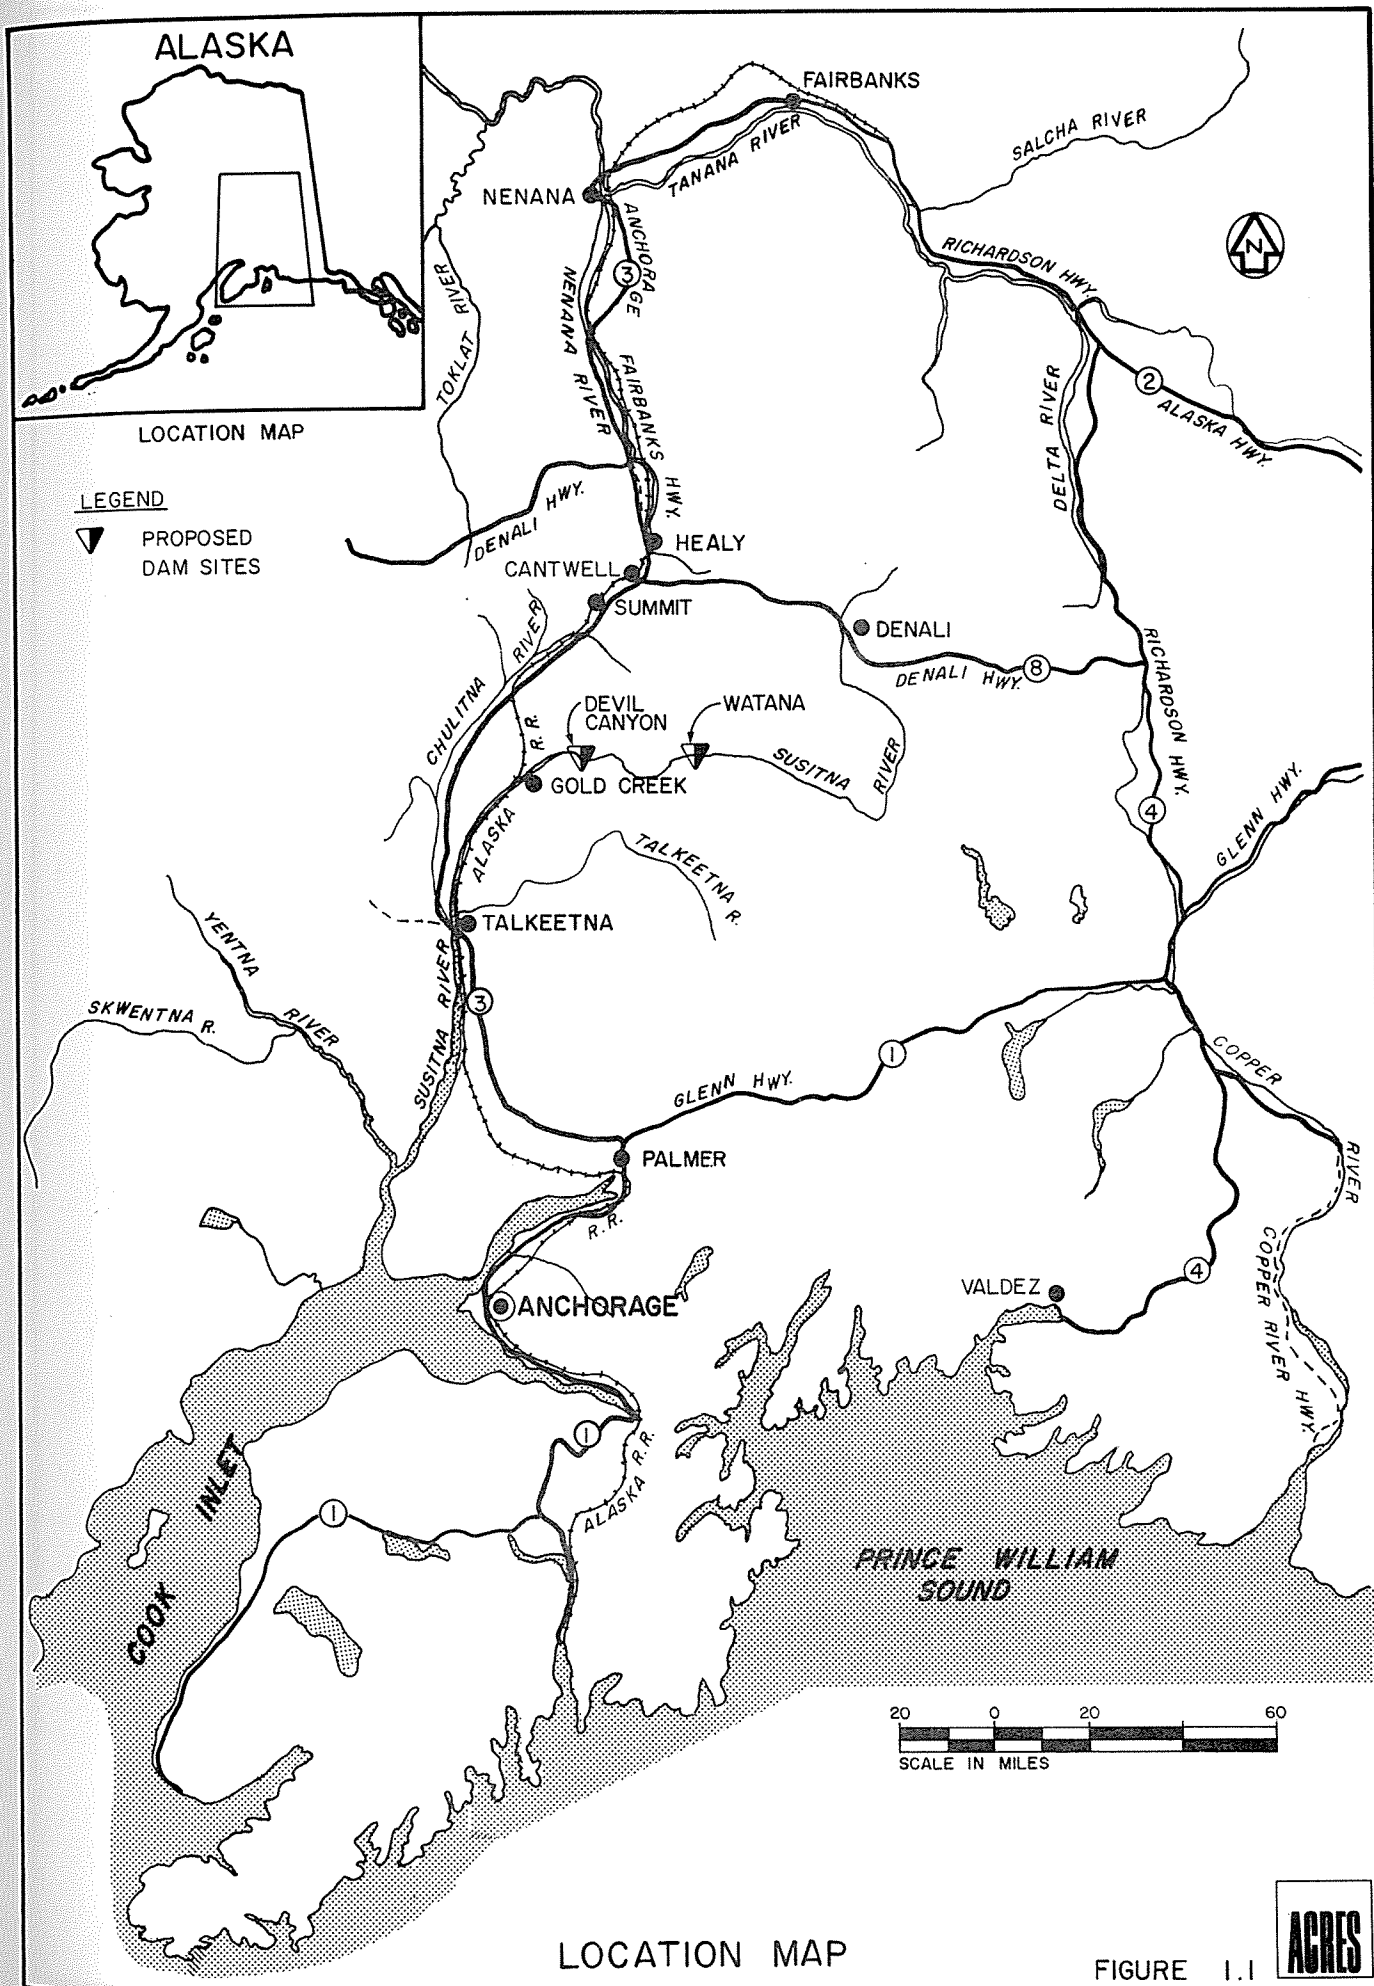 ALASKA
LOCATION MAP
LEGEND
PROPOSED
DAM SITES
FAIRBANKS
SALCHA RIVER
TANANA RIVER
NENANA
N
ANCHORAGE
3
RICHARDSON HWY.
TOKLAT RIVER
NENANA RIVER
FAIRBANKS HWY.
2
ALASKA HWY.
DELTA RIVER
DENALI HWY.
HEALY
CANTWELL
SUMMIT
DENALI
DENALI HWY.
8
RICHARDSON HWY.
CHULITNA RIVER
DEVIL
CANYON
WATANA
R.R.
SUSITNA RIVER
GOLD CREEK
ALASKA
4
GLENN HWY.
TALKEETNA R.
TALKEETNA
YENTNA RIVER
SKWENTNA R.
SUSITNA RIVER
3
1
GLENN HWY.
COPPER RIVER
PALMER
R.R.
COPPER RIVER HWY.
4
VALDEZ
ANCHORAGE
1
ALASKA R.R.
COOK INLET
1
PRINCE WILLIAM
SOUND
20 0 20 60
SCALE IN MILES
LOCATION MAP
FIGURE 1.1
ACRES